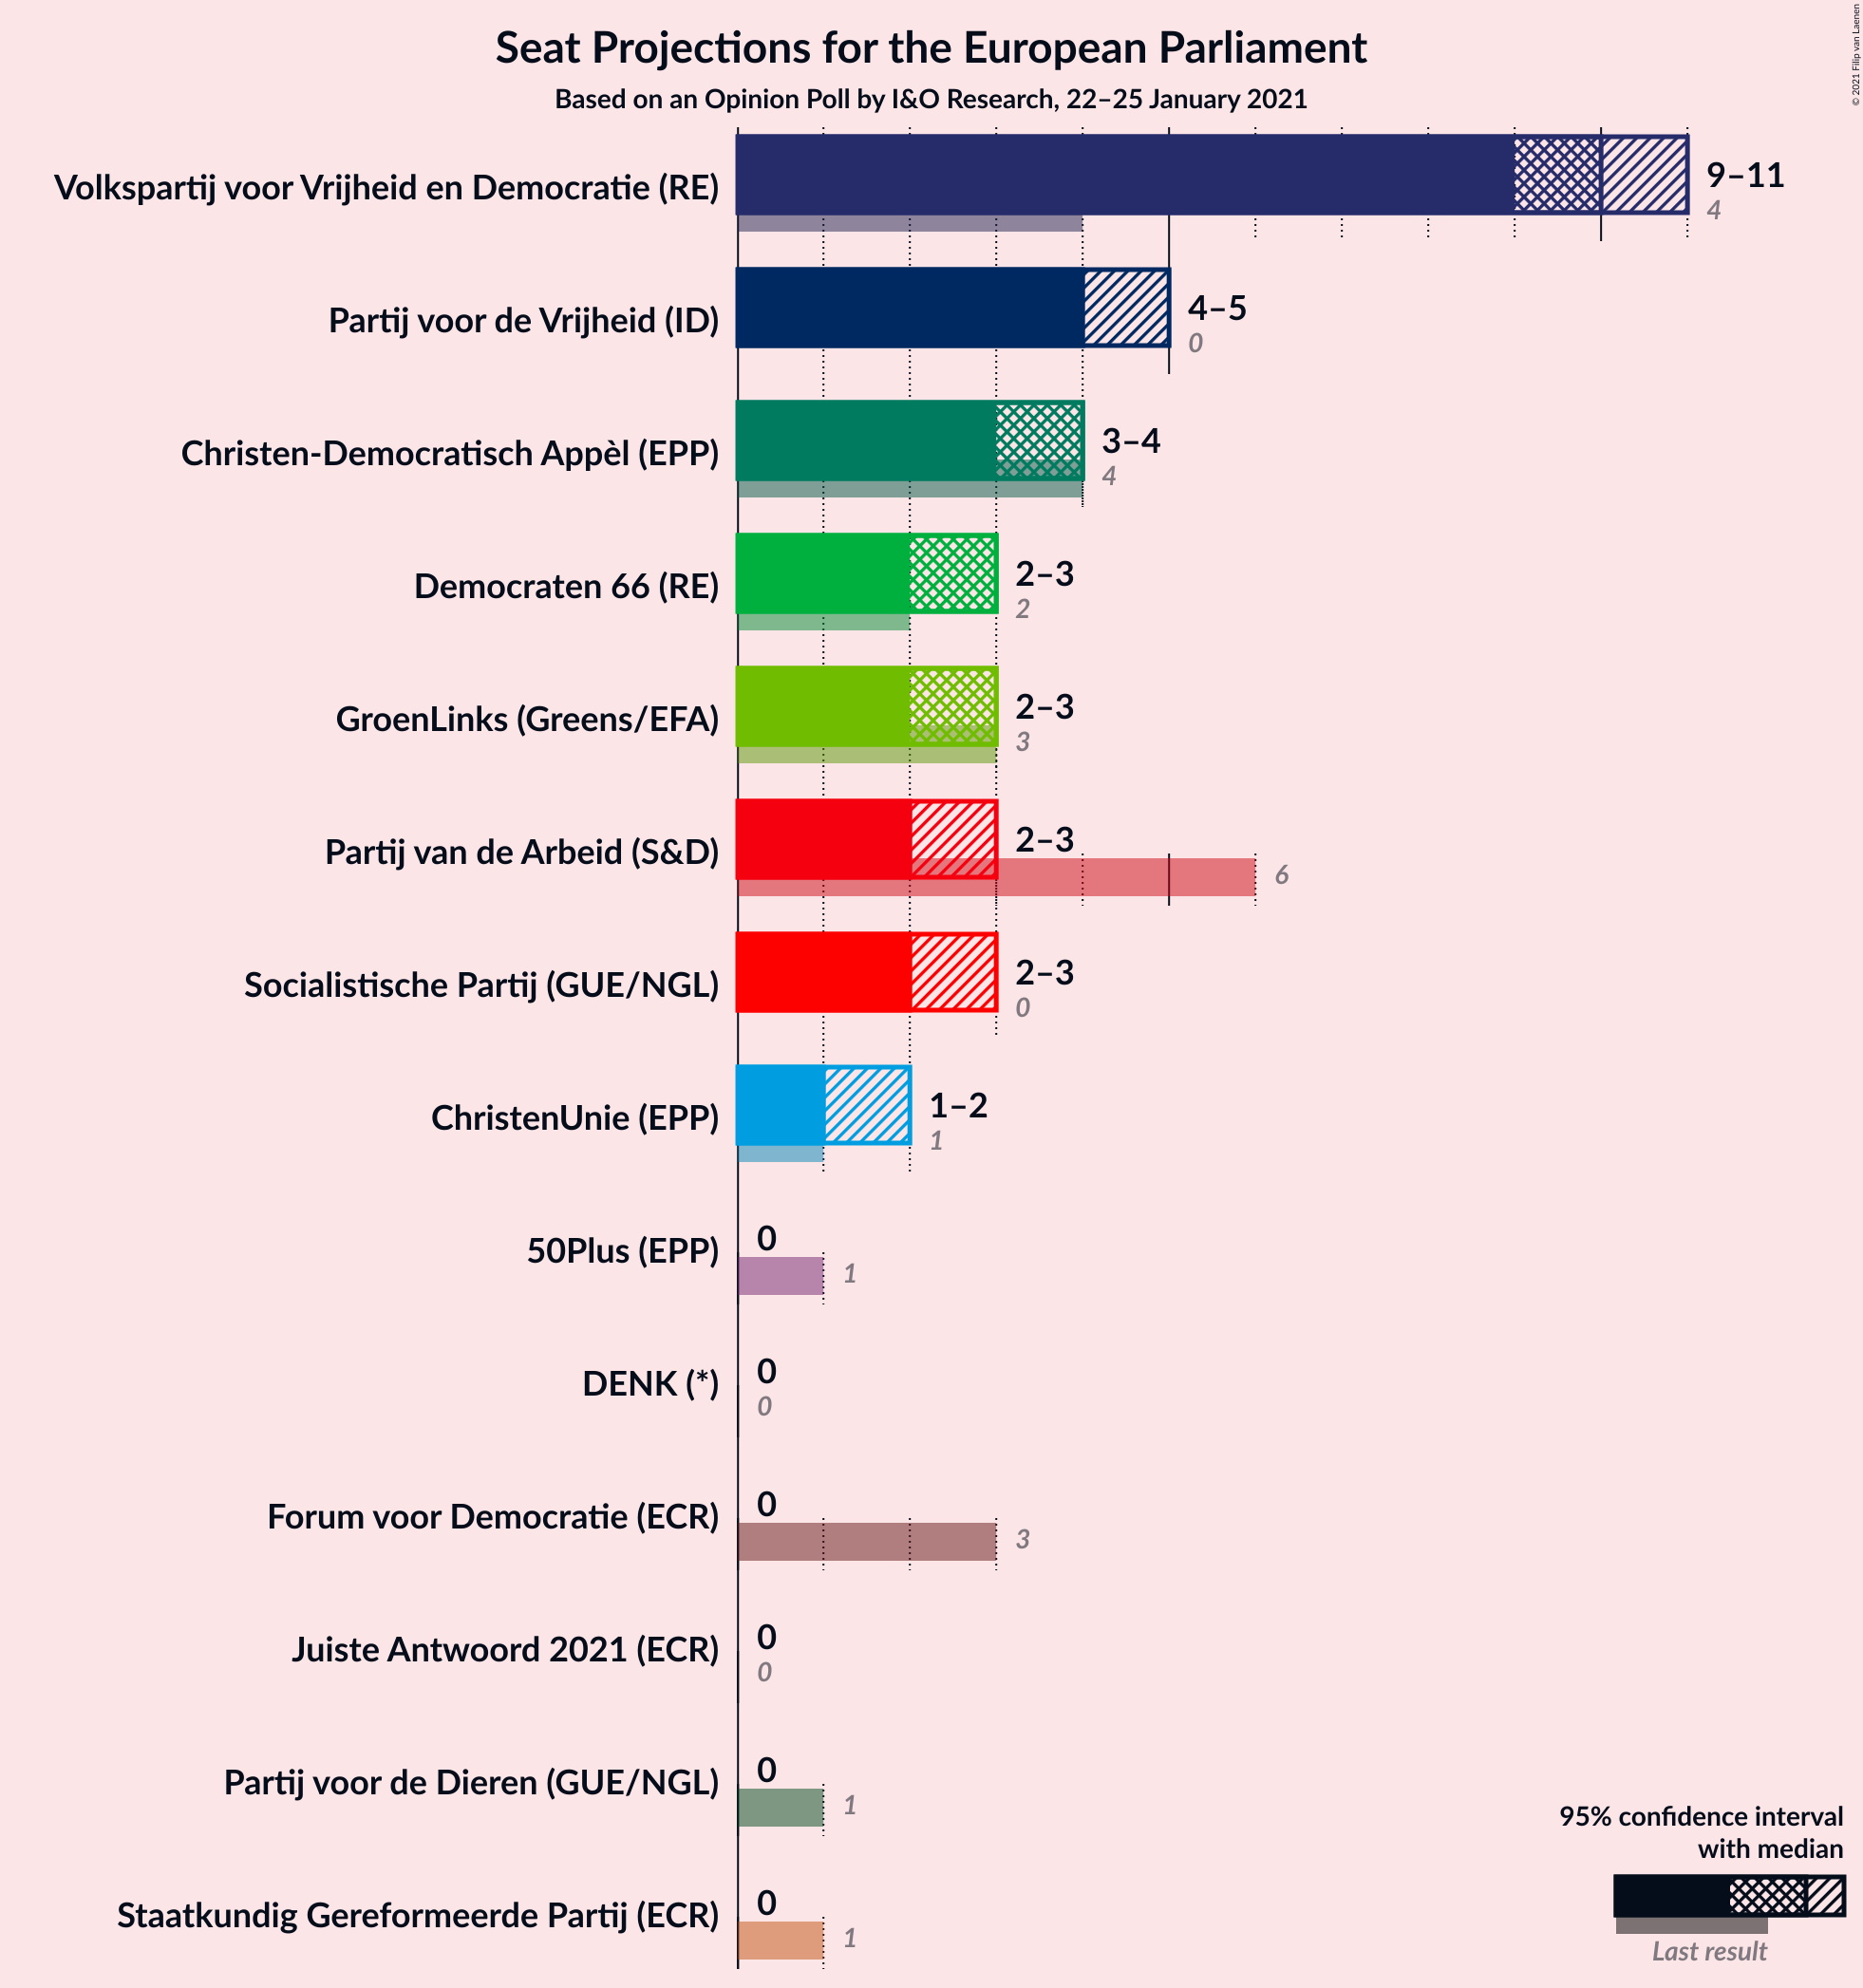 Seat Projections for the European Parliament
Based on an Opinion Poll by I&O Research, 22–25 January 2021
© 2021 Filip van Laenen
Volkspartij voor Vrijheid en Democratie (RE)
9–11
4
Partij voor de Vrijheid (ID)
4–5
0
Christen-Democratisch Appèl (EPP)
3–4
4
Democraten 66 (RE)
2–3
2
GroenLinks (Greens/EFA)
2–3
3
Partij van de Arbeid (S&D)
2–3
6
Socialistische Partij (GUE/NGL)
2–3
0
ChristenUnie (EPP)
1–2
1
50Plus (EPP)
0
1
DENK (*)
0
0
Forum voor Democratie (ECR)
0
3
Juiste Antwoord 2021 (ECR)
0
0
Partij voor de Dieren (GUE/NGL)
0
1
Staatkundig Gereformeerde Partij (ECR)
0
1
95% confidence interval
with median
Last result